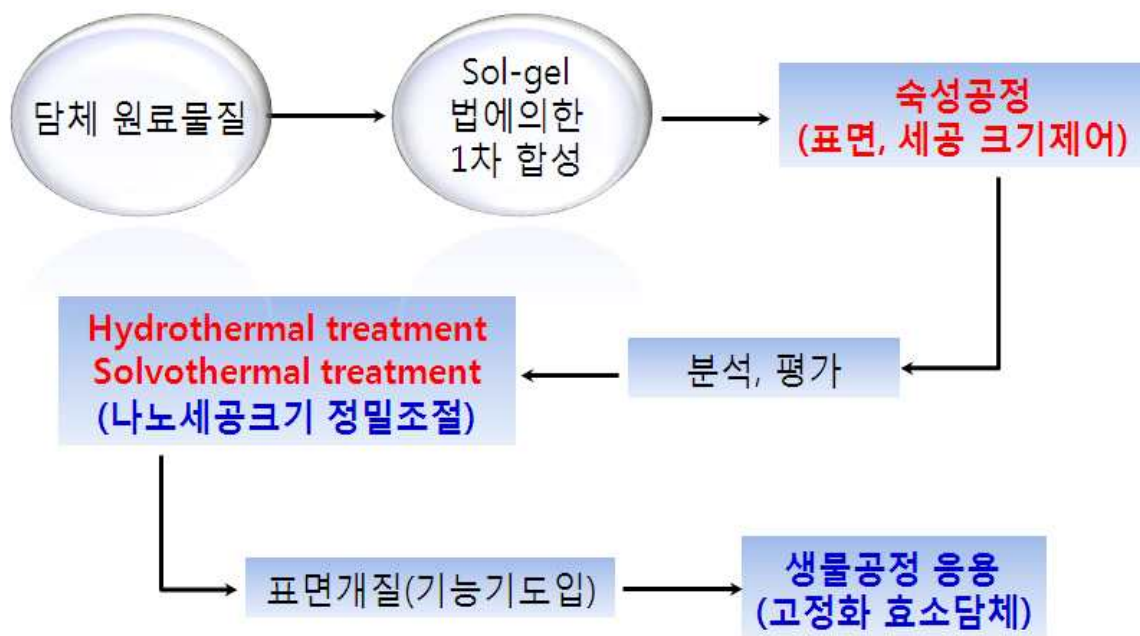 담체 원료물질
Sol-gel
법에의한
1차 합성
숙성공정
(표면, 세공 크기제어)
Hydrothermal treatment
Solvothermal treatment
(나노세공크기 정밀조절)
분석, 평가
표면개질(기능기도입)
생물공정 응용
(고정화 효소담체)